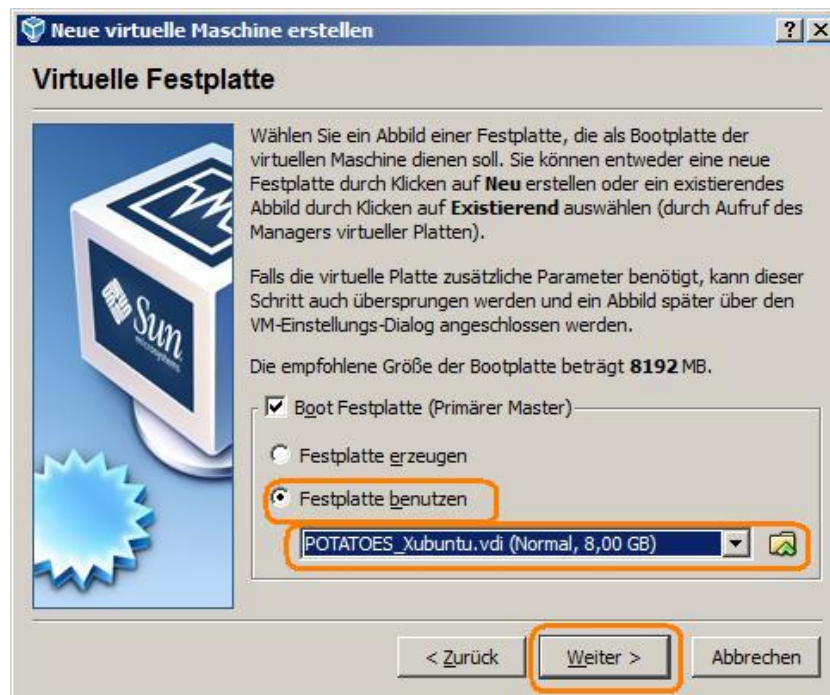 Neue virtuelle Maschine erstellen
Virtuelle Festplatte
Wählen Sie ein Abbild einer Festplatte, die als Bootplatte der
virtuellen Maschine dienen soll. Sie können entweder eine neue
Festplatte durch Klicken auf Neu erstellen oder ein existierendes
Abbild durch Klicken auf Existierend auswählen (durch Aufruf des
Managers virtueller Platten).
Falls die virtuelle Platte zusätzliche Parameter benötigt, kann dieser
Schritt auch übersprungen werden und ein Abbild später über den
VM-Einstellungs-Dialog angeschlossen werden.
Die empfohlene Größe der Bootplatte beträgt 8192 MB.
Sun
microsystems
Boot Festplatte (Primärer Master)
Festplatte erzeugen
Festplatte benutzen
POTATOES_Xubuntu.vdi (Normal, 8,00 GB)
< Zurück
Weiter >
Abbrechen